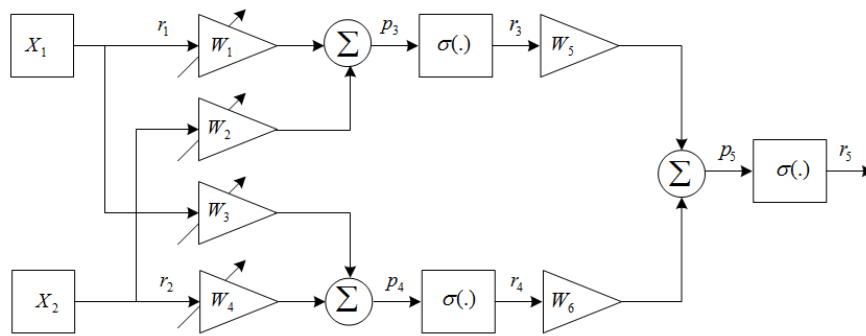 X₁ r₁ W₁ Σ p₃ σ(.) r₃ W₅
W₂
Σ p₅ σ(.) r₅
W₃
X₂ r₂ W₄ Σ p₄ σ(.) r₄ W₆